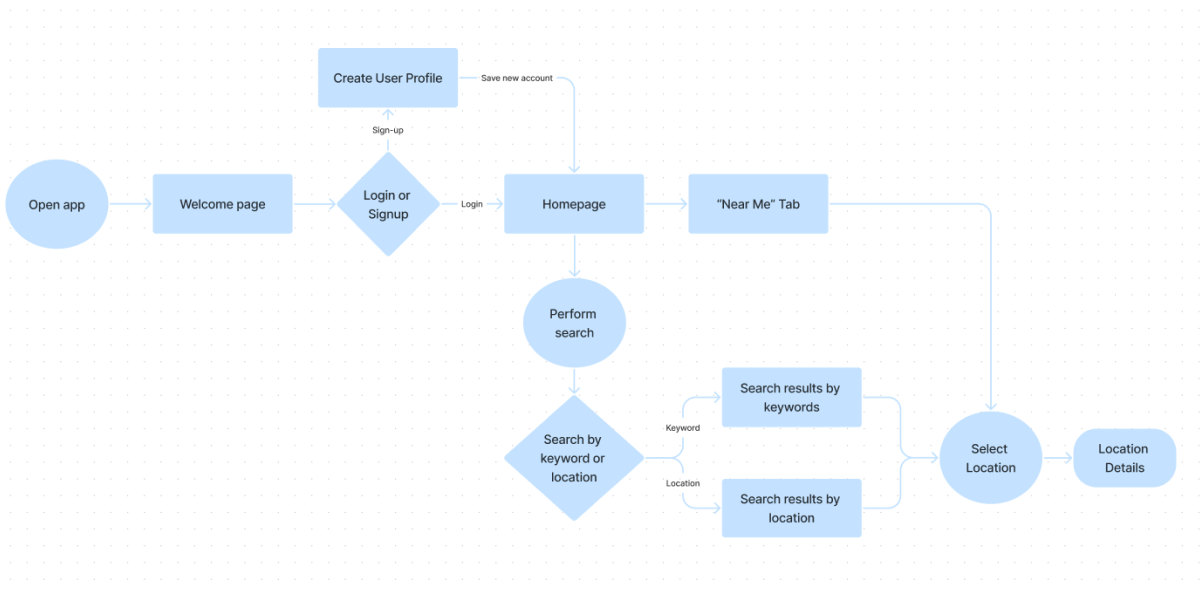 Create User Profile
Save new account
Sign-up
Open app
Welcome page
Login or
Signup
Login
Homepage
“Near Me” Tab
Perform
search
Search by
keyword or
location
Keyword
Location
Search results by
keywords
Search results by
location
Select
Location
Location
Details